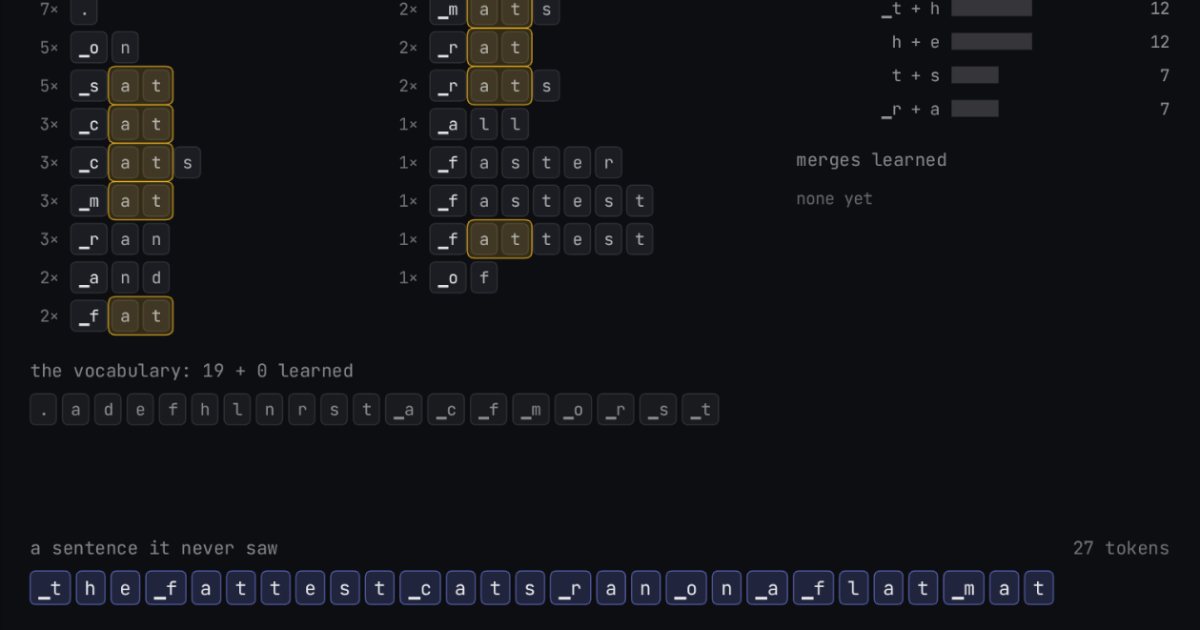 7× .
5× _o n
5× _s a t
3× _c a t
3× _c a t s
3× _m a t
3× _r a n
2× _a n d
2× _f a t
2× _m a t s
2× _r a t
2× _r a t s
1× _a l l
1× _f a s t e r
1× _f a s t e s t
1× _f a t t e s t
1× _o f
_t + h 12
h + e 12
t + s 7
_r + a 7
merges learned
none yet
the vocabulary: 19 + 0 learned
. a d e f h l n r s t _a _c _f _m _o _r _s _t
a sentence it never saw 27 tokens
_t h e _f a t t e s t _c a t s _r a n _o n _a _f l a t _m a t